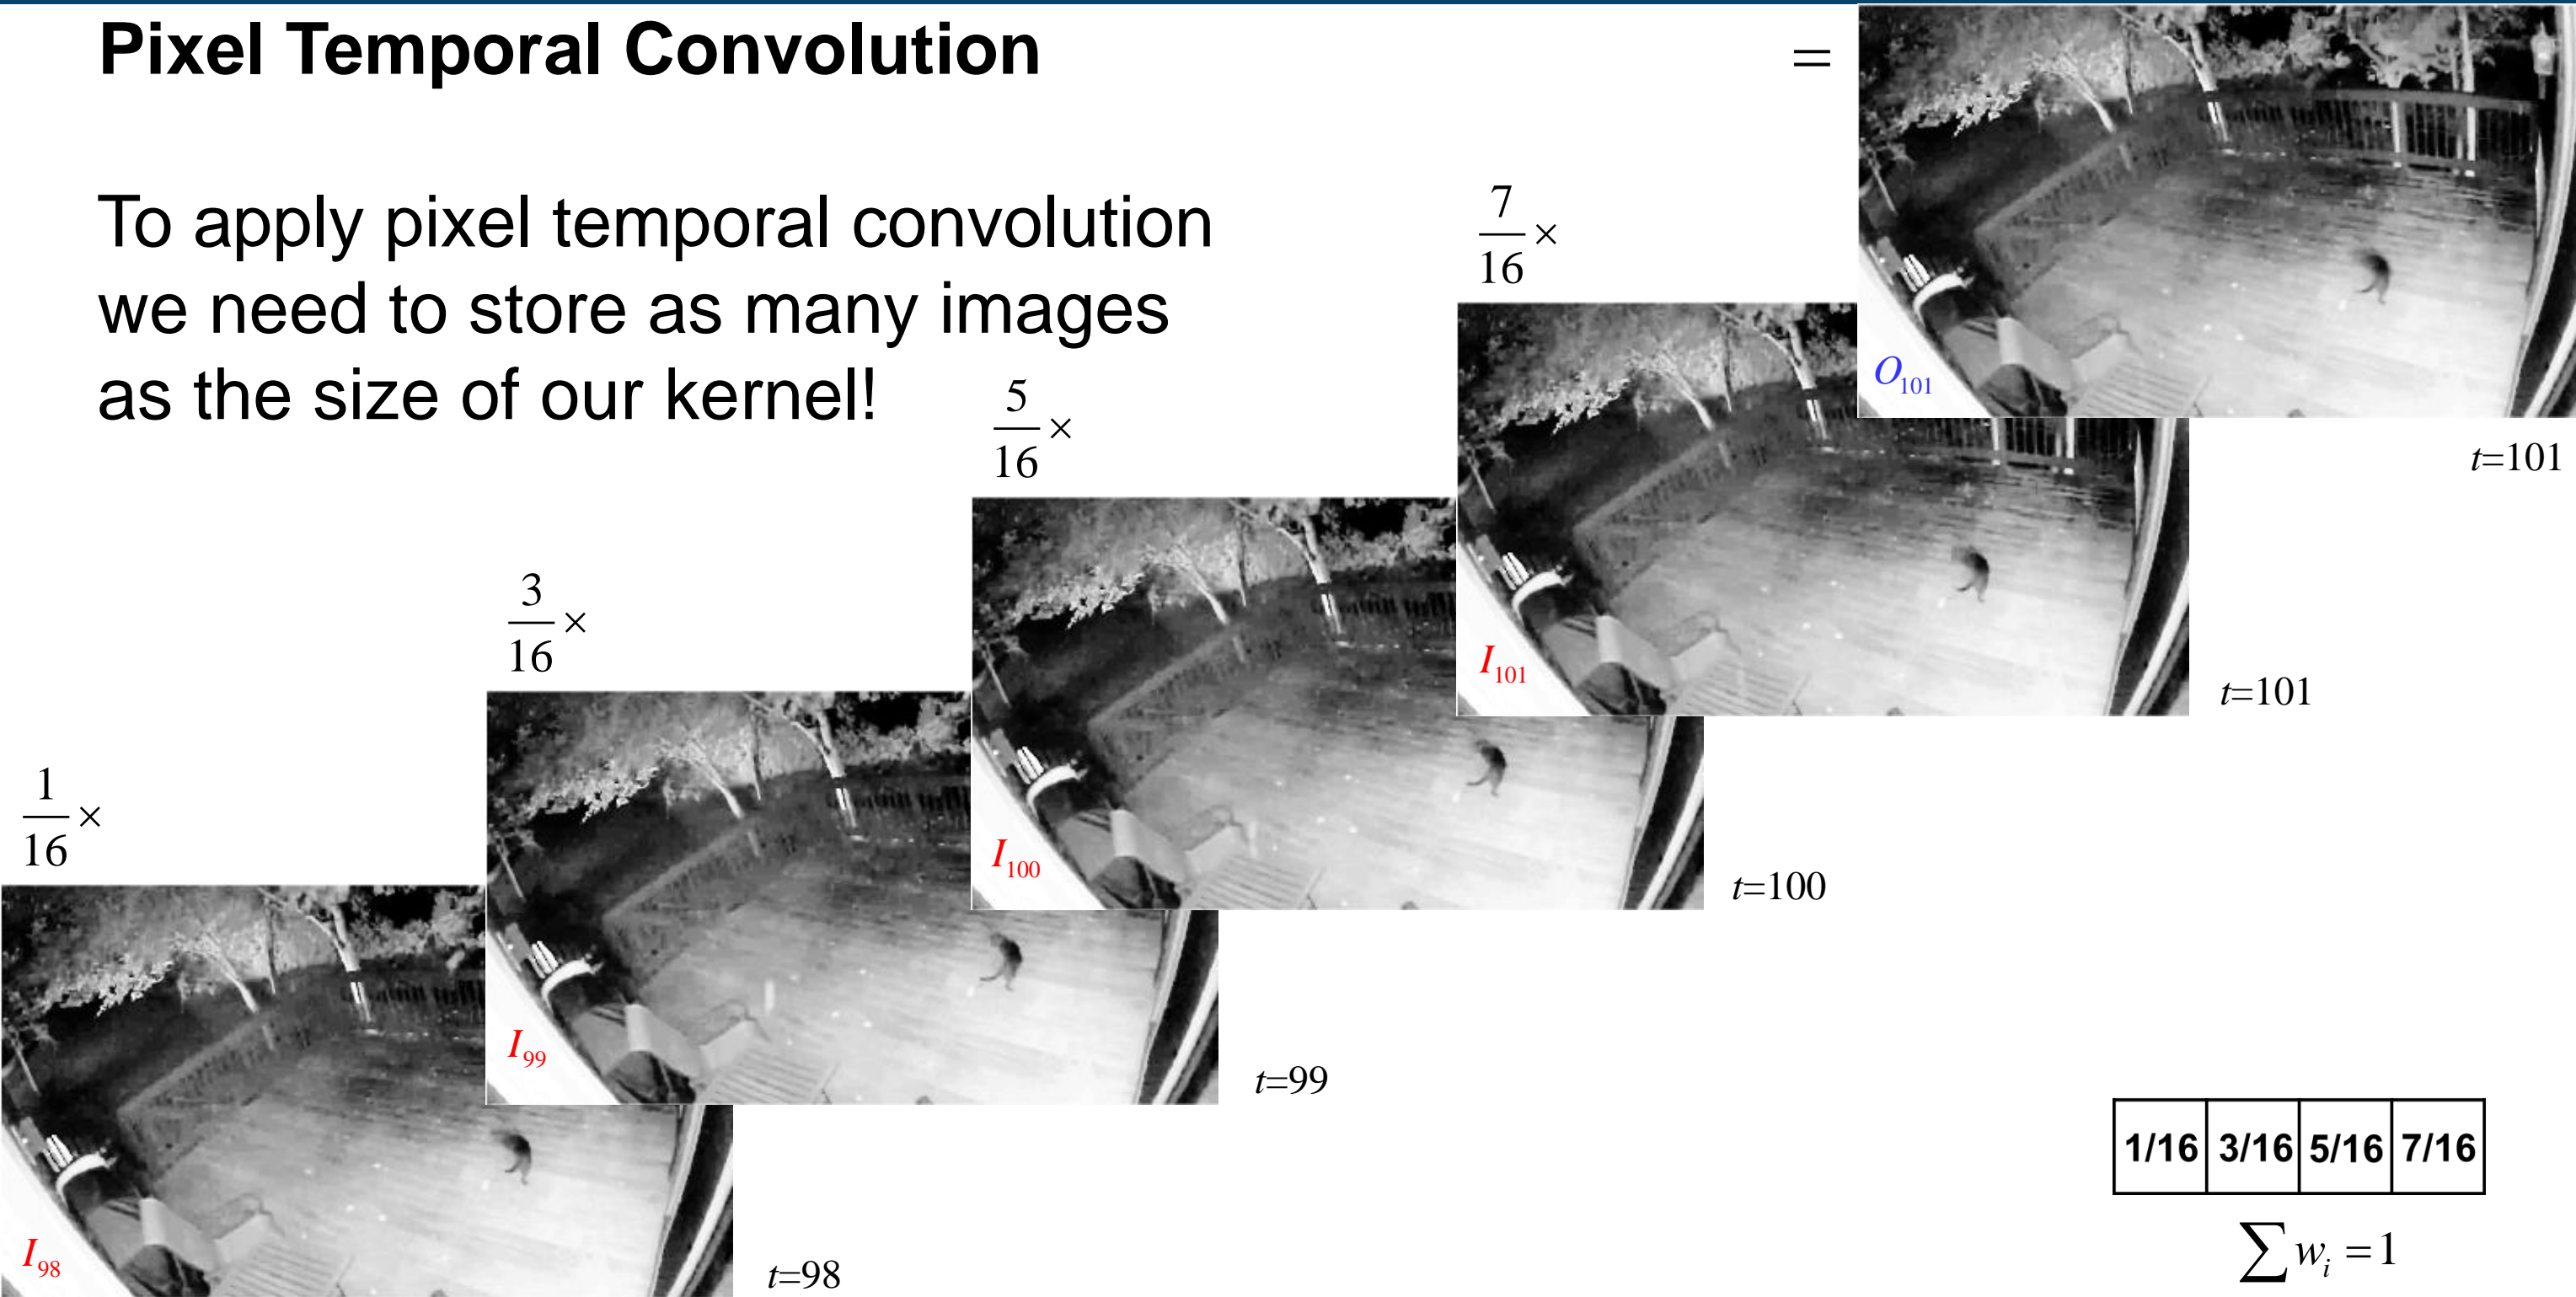 Pixel Temporal Convolution
=
To apply pixel temporal convolution
we need to store as many images
as the size of our kernel!
7/16 ×
5/16 ×
3/16 ×
1/16 ×
O₁₀₁
t=101
I₁₀₁
t=101
I₁₀₀
t=100
I₉₉
t=99
I₉₈
t=98
1/16 3/16 5/16 7/16
∑ wᵢ = 1